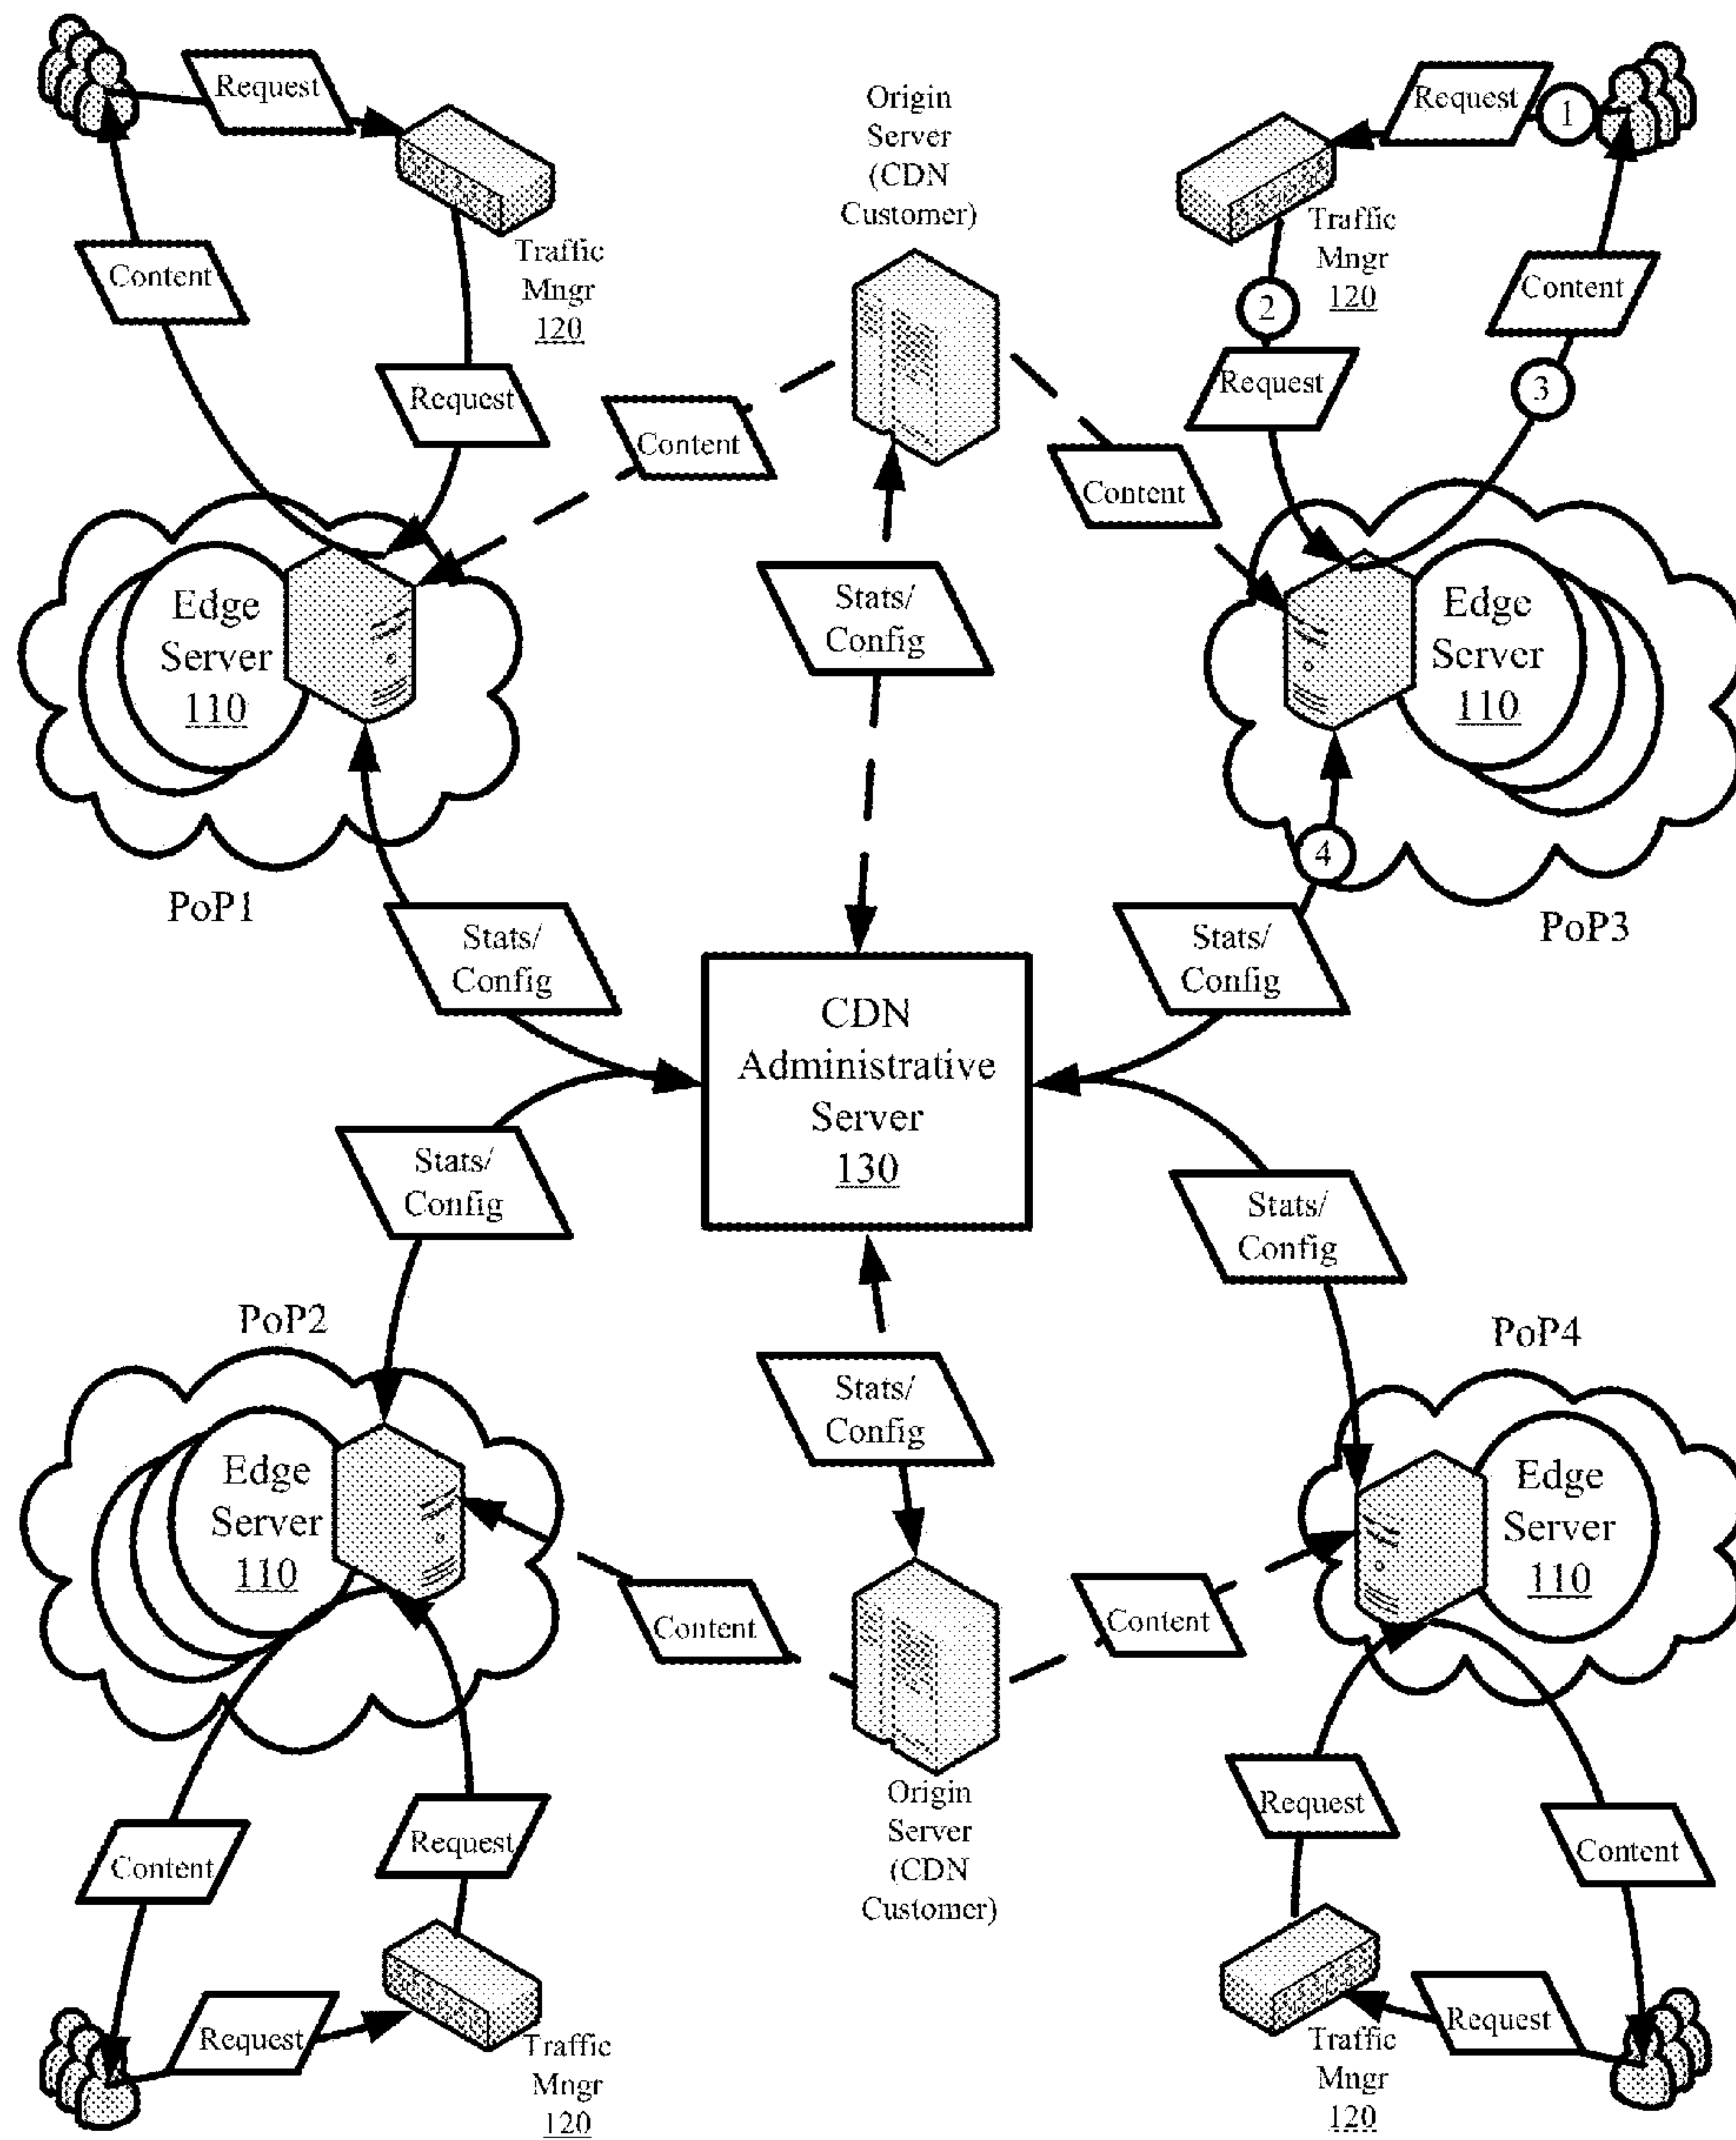 Request
Traffic
Mngr
120
Content
Request
Origin
Server
(CDN
Customer)
Request
1
Traffic
Mngr
120
2
Request
Content
3
Content
Content
Edge
Server
110
PoP1
Stats/
Config
Edge
Server
110
4
PoP3
Stats/
Config
Stats/
Config
CDN
Administrative
Server
130
Stats/
Config
Stats/
Config
PoP2
Edge
Server
110
Stats/
Config
PoP4
Edge
Server
110
Content
Content
Origin
Server
(CDN
Customer)
Content
Request
Request
Traffic
Mngr
120
Request
Content
Request
Traffic
Mngr
120